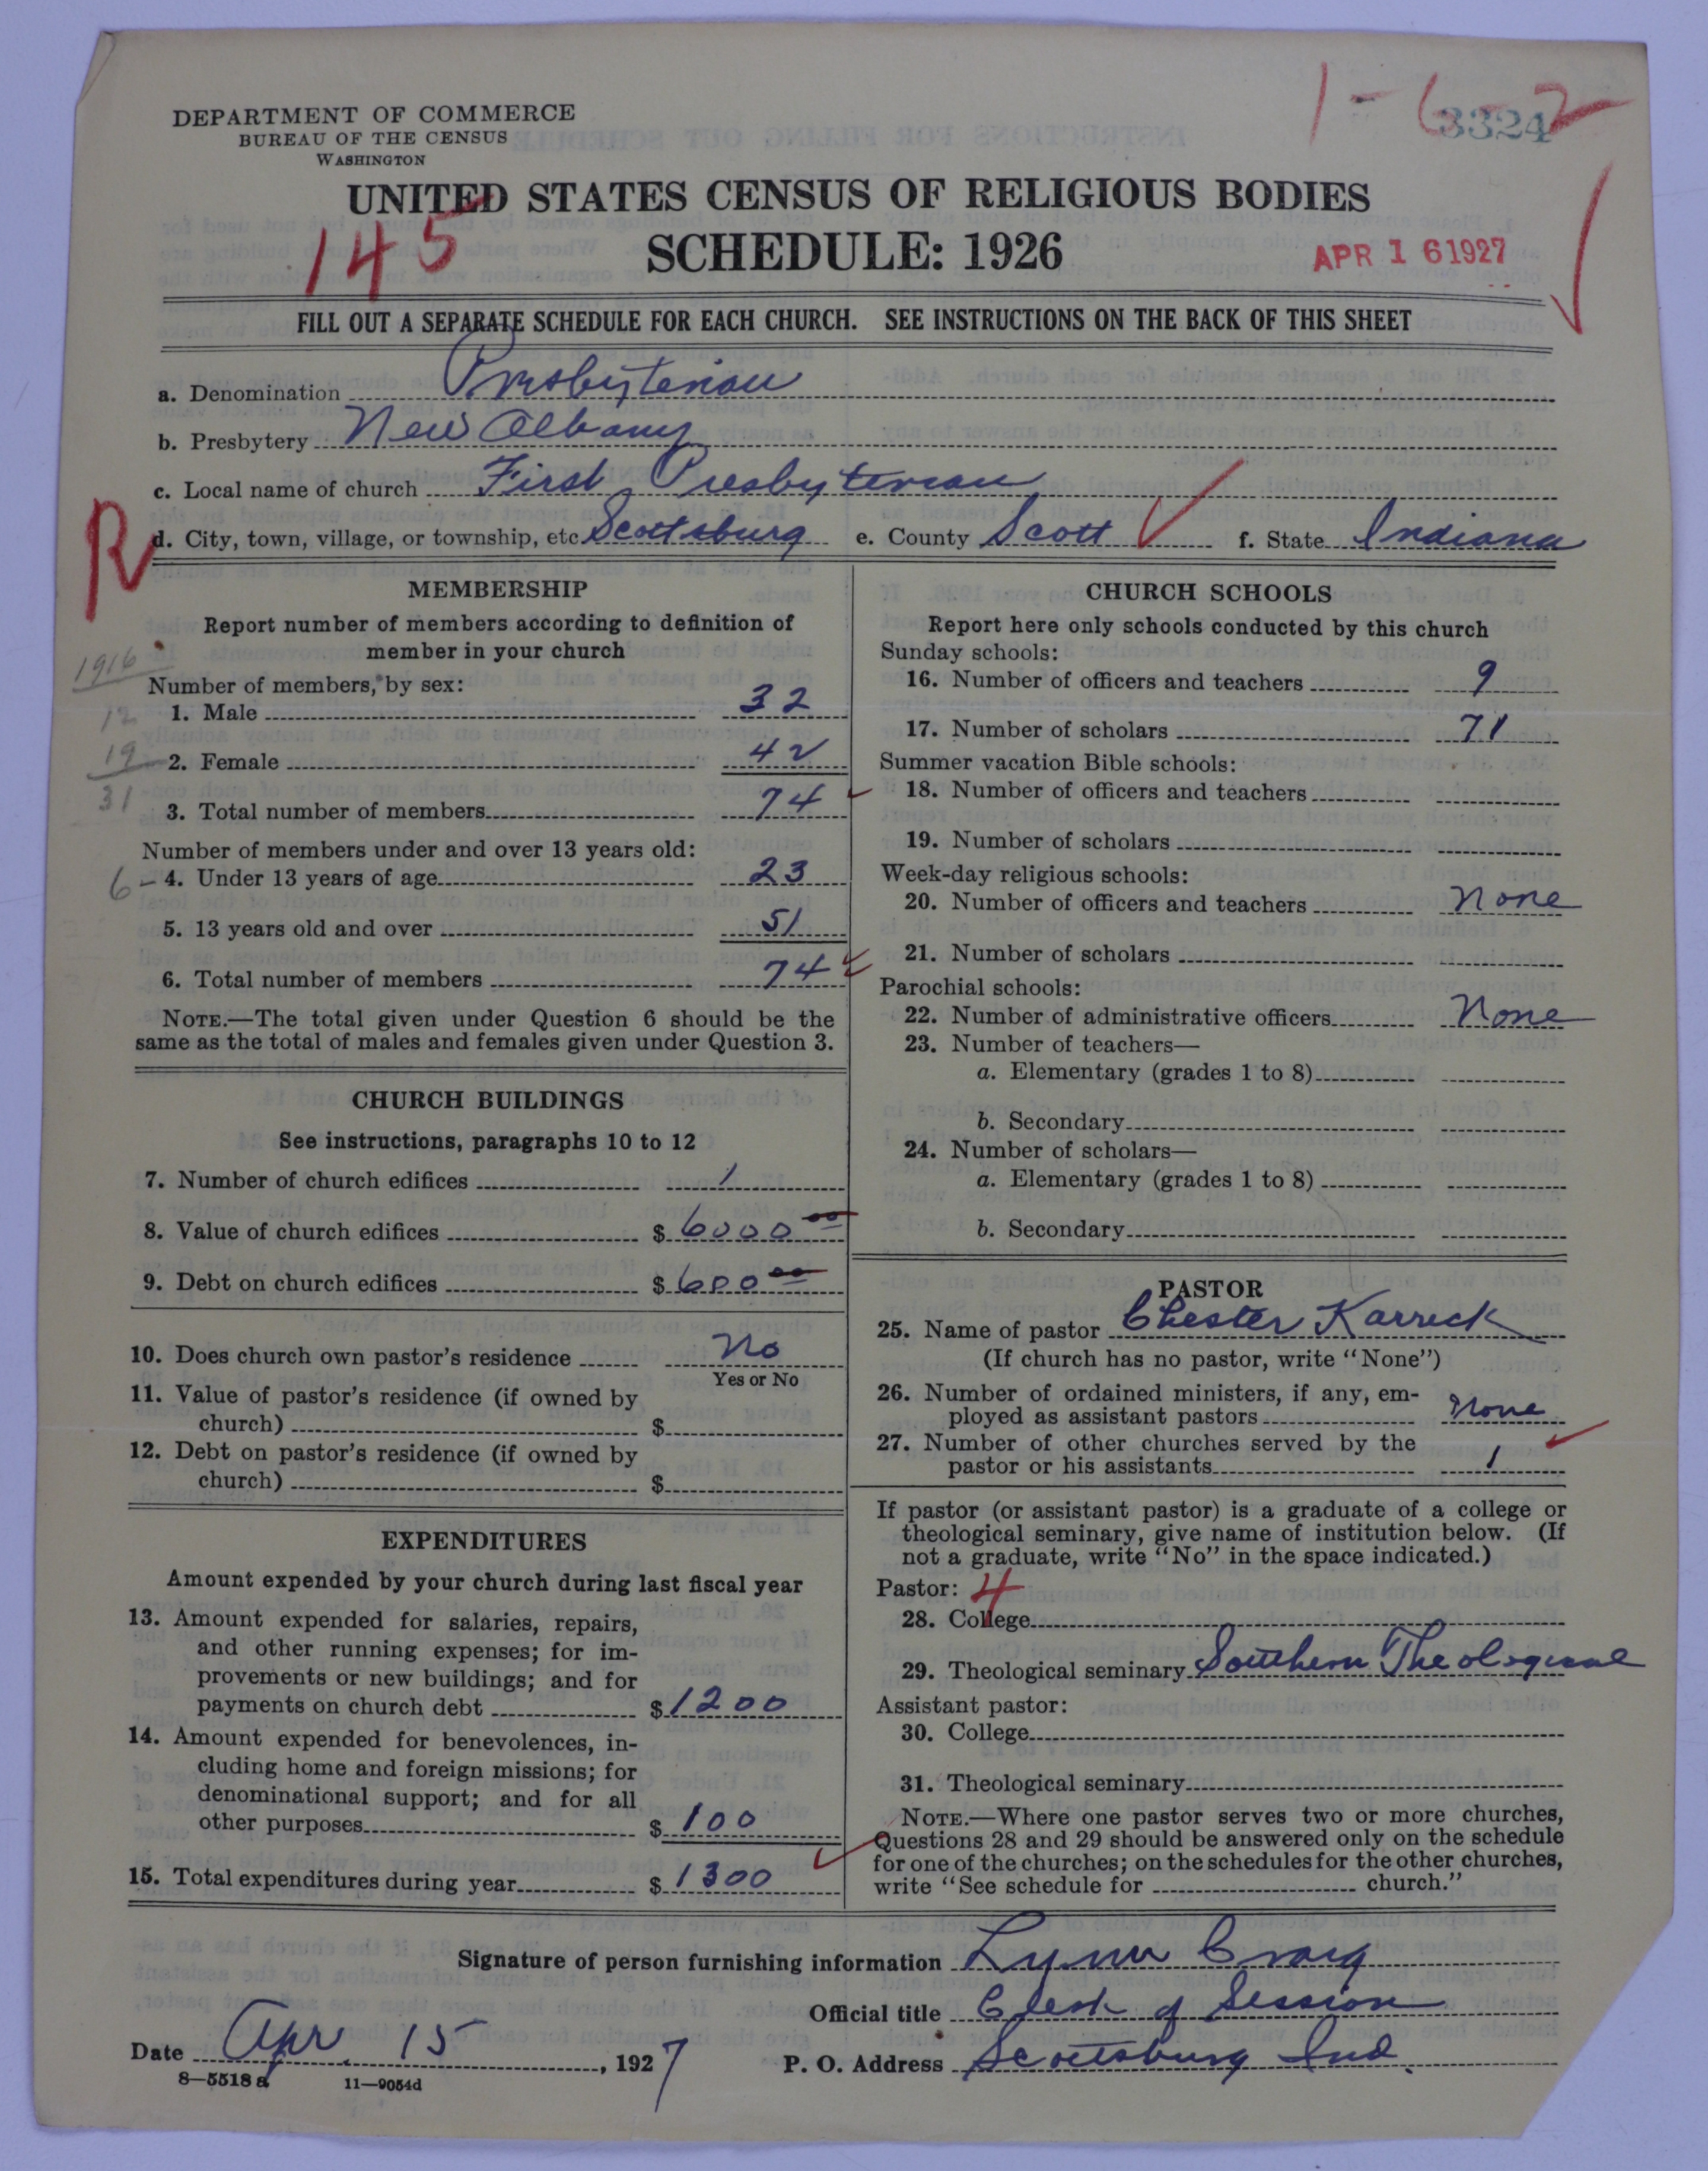 DEPARTMENT OF COMMERCE
BUREAU OF THE CENSUS
WASHINGTON
1 - 6 - 2
3324
UNITED STATES CENSUS OF RELIGIOUS BODIES
SCHEDULE: 1926
145
APR 16 1927
FILL OUT A SEPARATE SCHEDULE FOR EACH CHURCH. SEE INSTRUCTIONS ON THE BACK OF THIS SHEET
a. Denomination Presbyterian
b. Presbytery New Albany
c. Local name of church First Presbyterian
R
d. City, town, village, or township, etc Scottsburg e. County Scott f. State Indiana
MEMBERSHIP
Report number of members according to definition of
member in your church
1916
Number of members, by sex:
1. Male 32
12
2. Female 42
19
3. Total number of members 74
31
Number of members under and over 13 years old:
6 - 4. Under 13 years of age 23
5. 13 years old and over 51
6. Total number of members 74
NOTE.—The total given under Question 6 should be the
same as the total of males and females given under Question 3.
CHURCH BUILDINGS
See instructions, paragraphs 10 to 12
7. Number of church edifices 1
8. Value of church edifices $ 6000 00
9. Debt on church edifices $ 600 00
10. Does church own pastor's residence No
Yes or No
11. Value of pastor's residence (if owned by
church) $
12. Debt on pastor's residence (if owned by
church) $
EXPENDITURES
Amount expended by your church during last fiscal year
13. Amount expended for salaries, repairs,
and other running expenses; for im-
provements or new buildings; and for
payments on church debt $ 1200
14. Amount expended for benevolences, in-
cluding home and foreign missions; for
denominational support; and for all
other purposes $ 100
15. Total expenditures during year $ 1300
CHURCH SCHOOLS
Report here only schools conducted by this church
Sunday schools:
16. Number of officers and teachers 9
17. Number of scholars 71
Summer vacation Bible schools:
18. Number of officers and teachers
19. Number of scholars
Week-day religious schools:
20. Number of officers and teachers None
21. Number of scholars
Parochial schools:
22. Number of administrative officers None
23. Number of teachers—
a. Elementary (grades 1 to 8)
b. Secondary
24. Number of scholars—
a. Elementary (grades 1 to 8)
b. Secondary
PASTOR
25. Name of pastor Chester Karrick
(If church has no pastor, write "None")
26. Number of ordained ministers, if any, em-
ployed as assistant pastors None
27. Number of other churches served by the
pastor or his assistants 1
If pastor (or assistant pastor) is a graduate of a college or
theological seminary, give name of institution below. (If
not a graduate, write "No" in the space indicated.)
Pastor: 4
28. College
29. Theological seminary Southern Theological
Assistant pastor:
30. College
31. Theological seminary
NOTE.—Where one pastor serves two or more churches,
Questions 28 and 29 should be answered only on the schedule
for one of the churches; on the schedules for the other churches,
write "See schedule for church."
Signature of person furnishing information Lynn Craig
Official title Clerk of Session
Date Apr 15, 1927 P. O. Address Scottsburg Ind.
8—5518 a 11—9054d